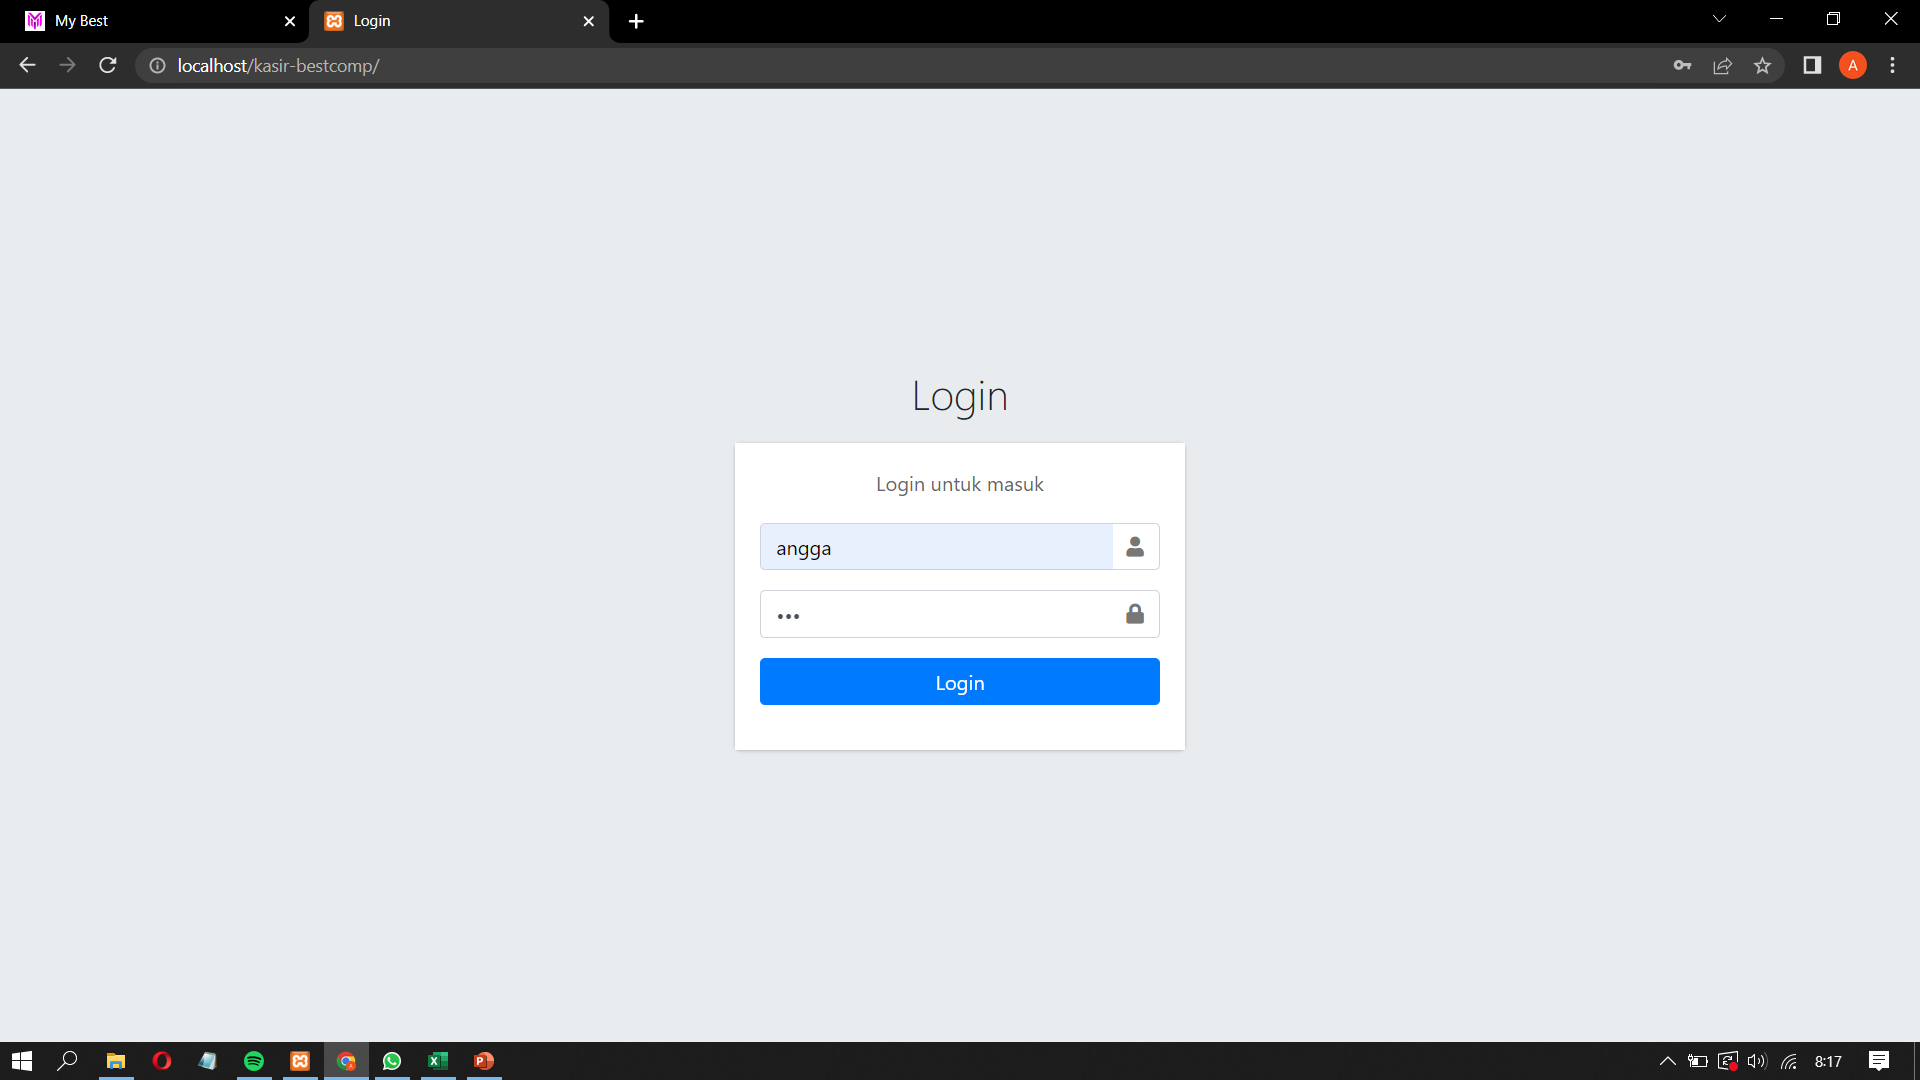 My Best
Login
localhost/kasir-bestcomp/
A
Login
Login untuk masuk
angga
•••
Login
8:17